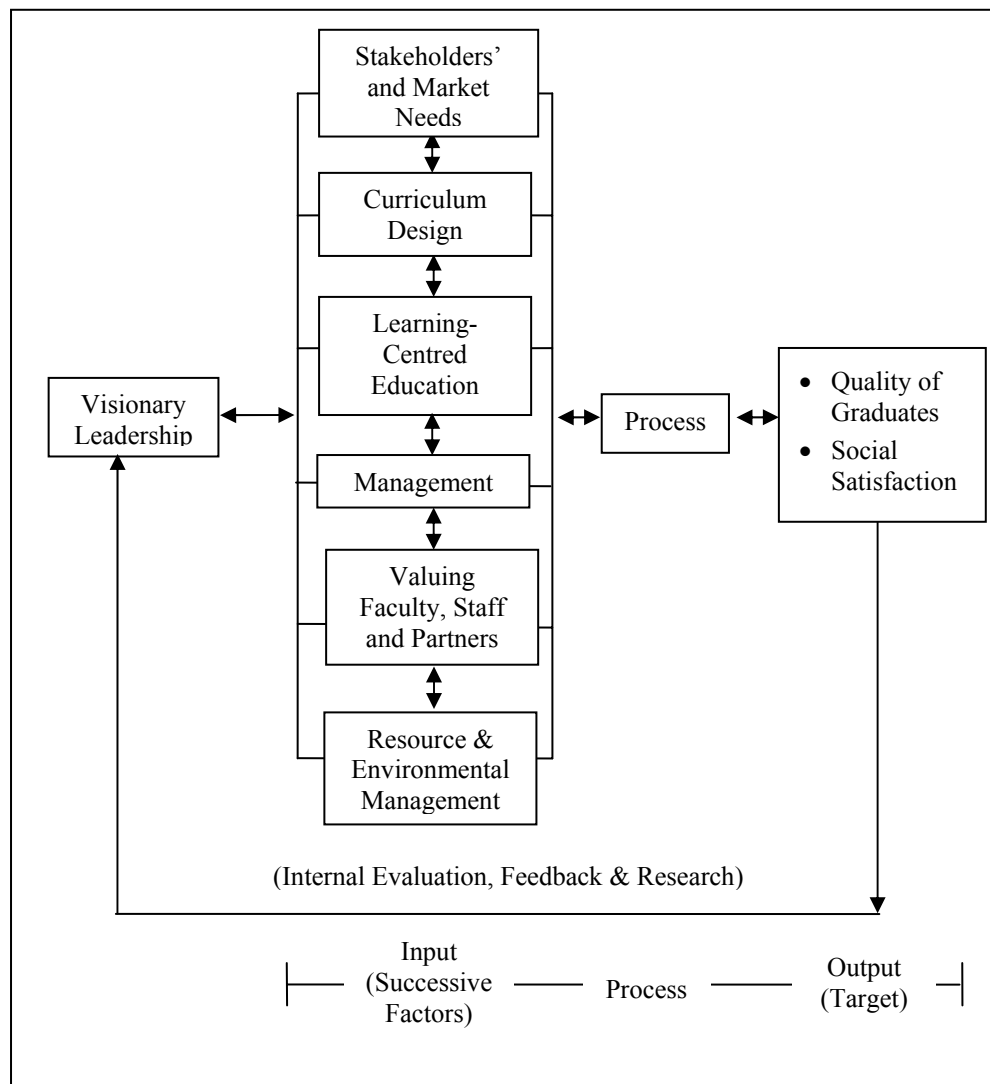 Stakeholders’
and Market
Needs
Curriculum
Design
Learning-
Centred
Education
Visionary
Leadership
Process
• Quality of
Graduates
• Social
Satisfaction
Management
Valuing
Faculty, Staff
and Partners
Resource &
Environmental
Management
(Internal Evaluation, Feedback & Research)
Input
(Successive
Factors)
Process
Output
(Target)